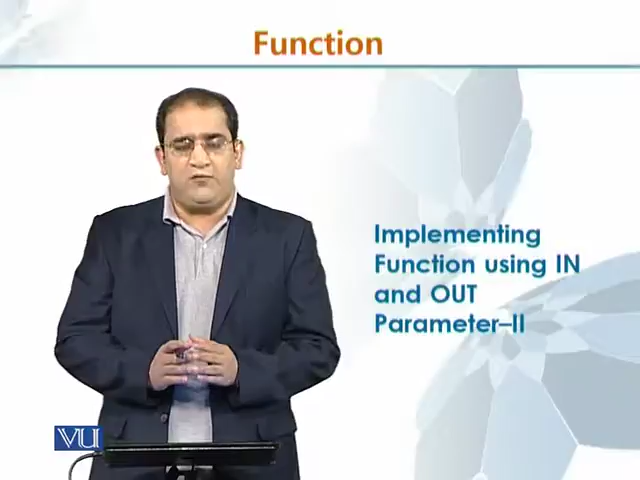 Function
Implementing
Function using IN
and OUT
Parameter–II
VU